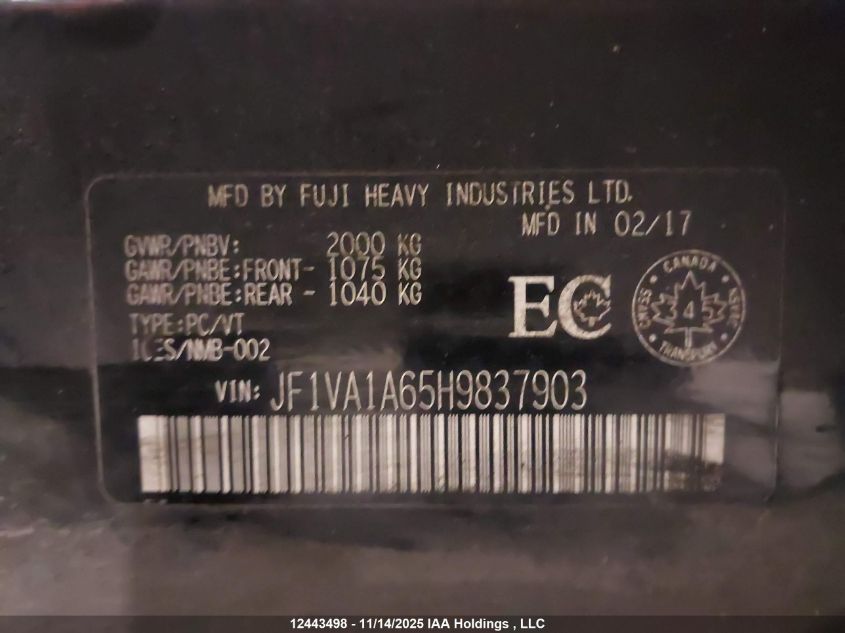 MFD BY FUJI HEAVY INDUSTRIES LTD.
MFD IN 02/17
GVWR/PNBV: 2000 KG
GAWR/PNBE:FRONT- 1075 KG
GAWR/PNBE:REAR - 1040 KG
TYPE:PC/VT
ICES/NMB-002
EC
CANADA
TRANSPORT
VIN: JF1VA1A65H9837903
12443498 - 11/14/2025 IAA Holdings , LLC